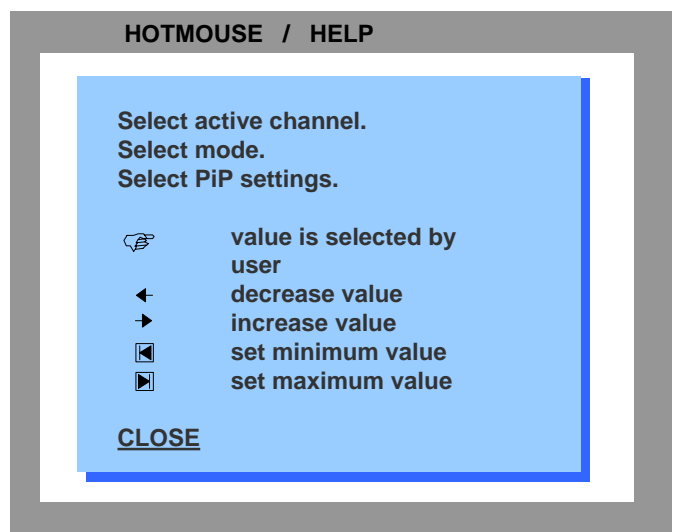 HOTMOUSE / HELP
Select active channel.
Select mode.
Select PiP settings.
value is selected by
user
decrease value
increase value
set minimum value
set maximum value
CLOSE